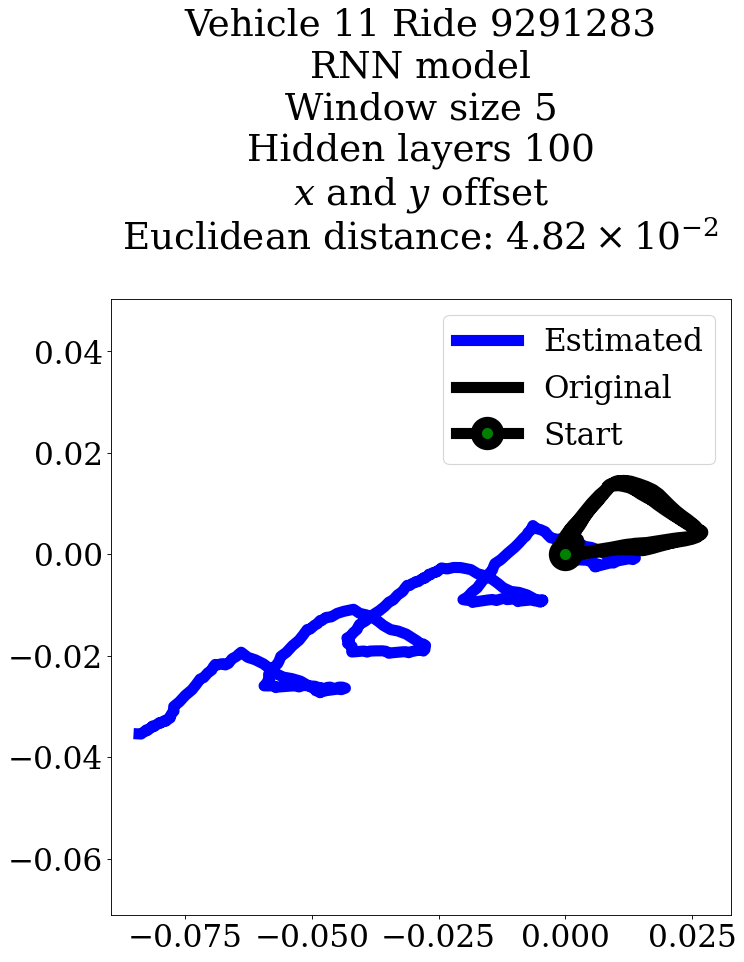 Vehicle 11 Ride 9291283
RNN model
Window size 5
Hidden layers 100
x and y offset
Euclidean distance: 4.82 × 10⁻²
Estimated
Original
Start
0.04
0.02
0.00
−0.02
−0.04
−0.06
−0.075 −0.050 −0.025 0.000 0.025